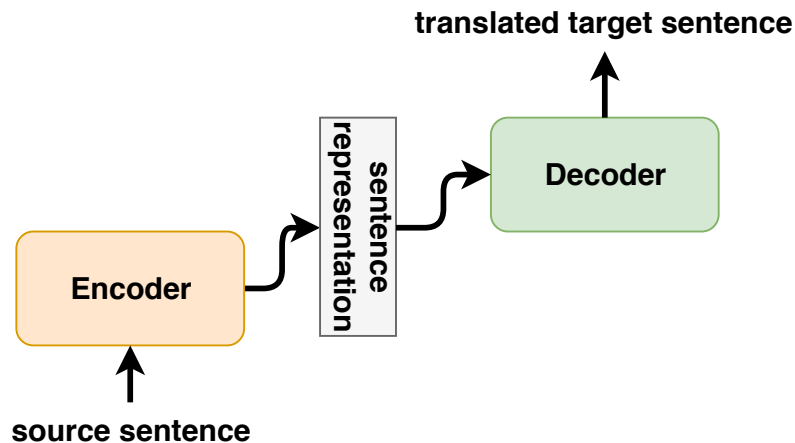 translated target sentence
Decoder
sentence
representation
Encoder
source sentence